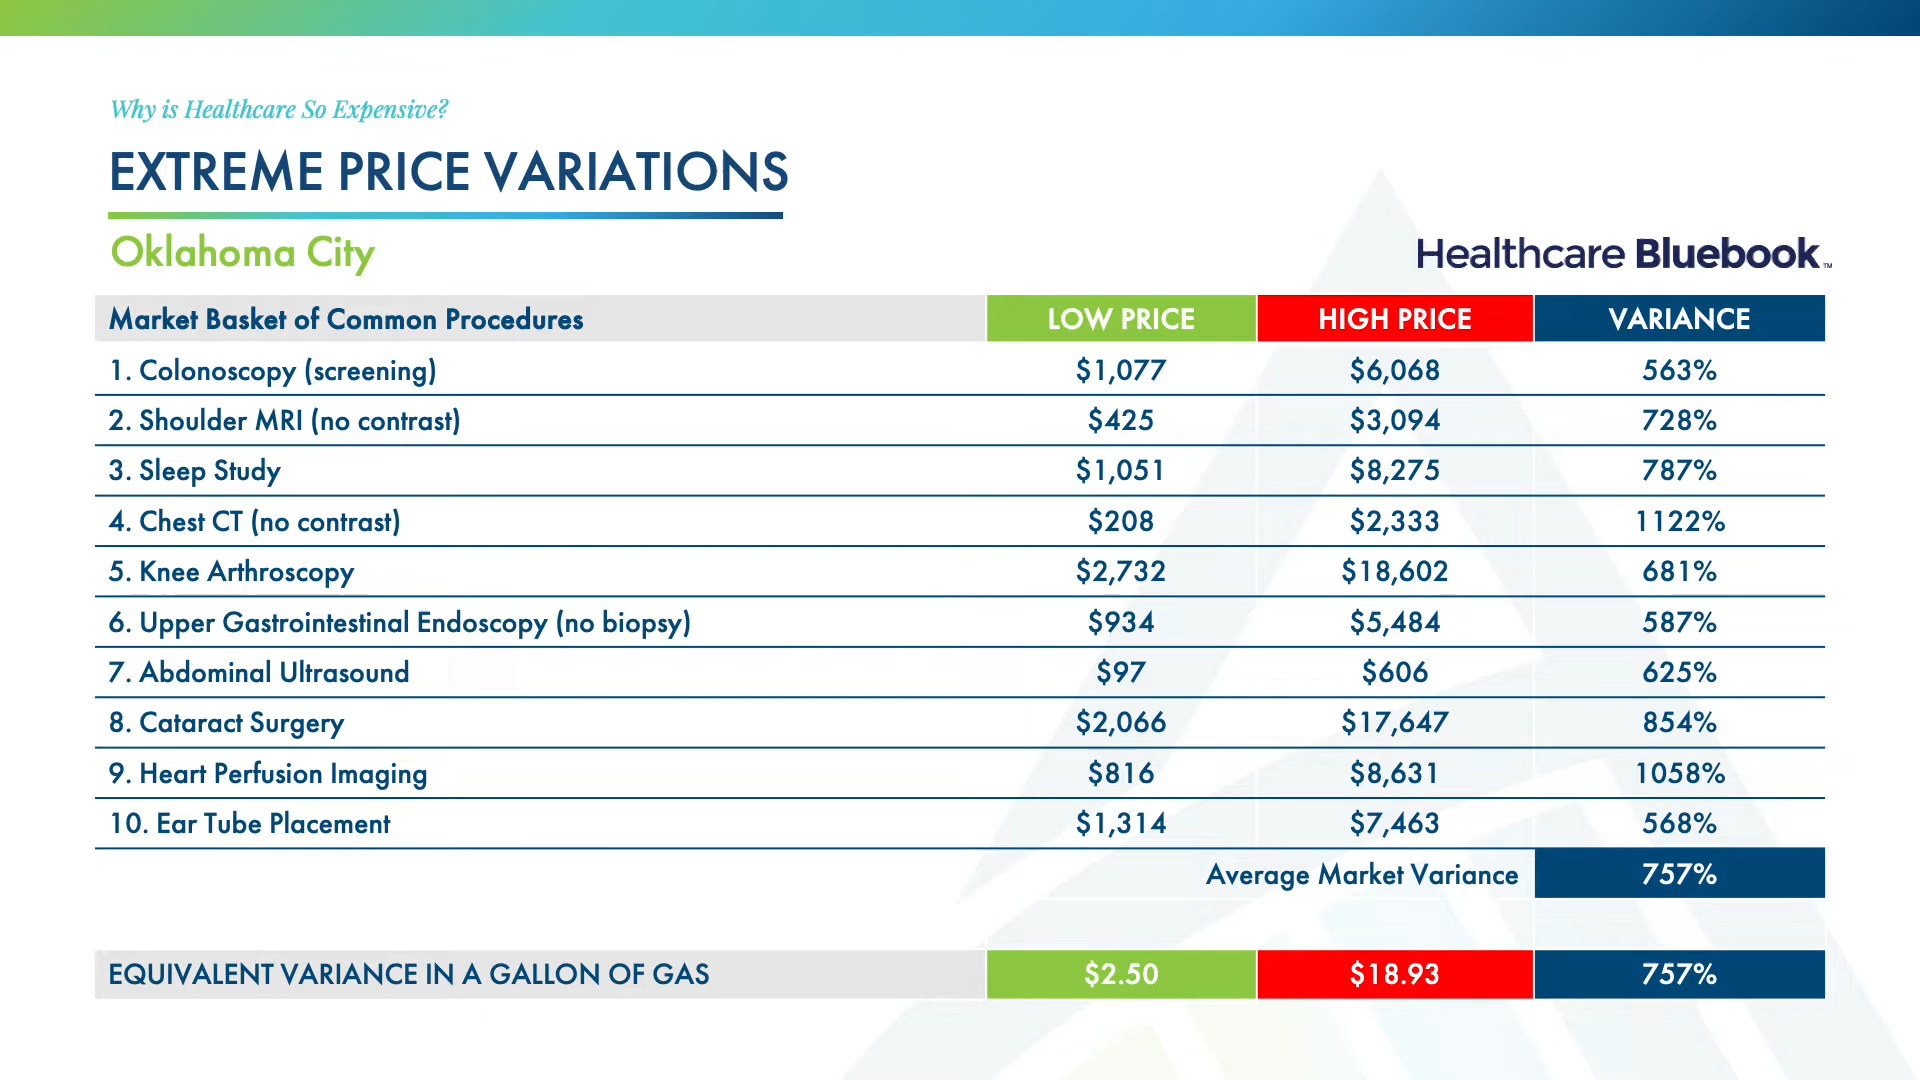 Why is Healthcare So Expensive?
EXTREME PRICE VARIATIONS
Oklahoma City
Healthcare Bluebook™
Market Basket of Common Procedures LOW PRICE HIGH PRICE VARIANCE
1. Colonoscopy (screening) $1,077 $6,068 563%
2. Shoulder MRI (no contrast) $425 $3,094 728%
3. Sleep Study $1,051 $8,275 787%
4. Chest CT (no contrast) $208 $2,333 1122%
5. Knee Arthroscopy $2,732 $18,602 681%
6. Upper Gastrointestinal Endoscopy (no biopsy) $934 $5,484 587%
7. Abdominal Ultrasound $97 $606 625%
8. Cataract Surgery $2,066 $17,647 854%
9. Heart Perfusion Imaging $816 $8,631 1058%
10. Ear Tube Placement $1,314 $7,463 568%
Average Market Variance 757%
EQUIVALENT VARIANCE IN A GALLON OF GAS $2.50 $18.93 757%